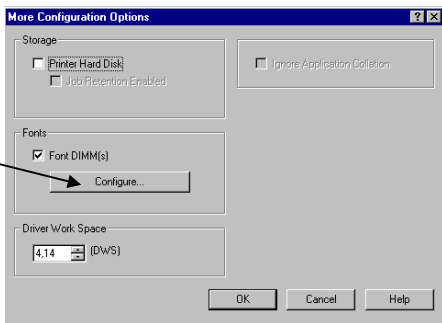 More Configuration Options
Storage
Printer Hard Disk
Job Retention Enabled
Ignore Application Collation
Fonts
Font DIMM(s)
Configure...
Driver Work Space
4,14 (DWS)
OK Cancel Help